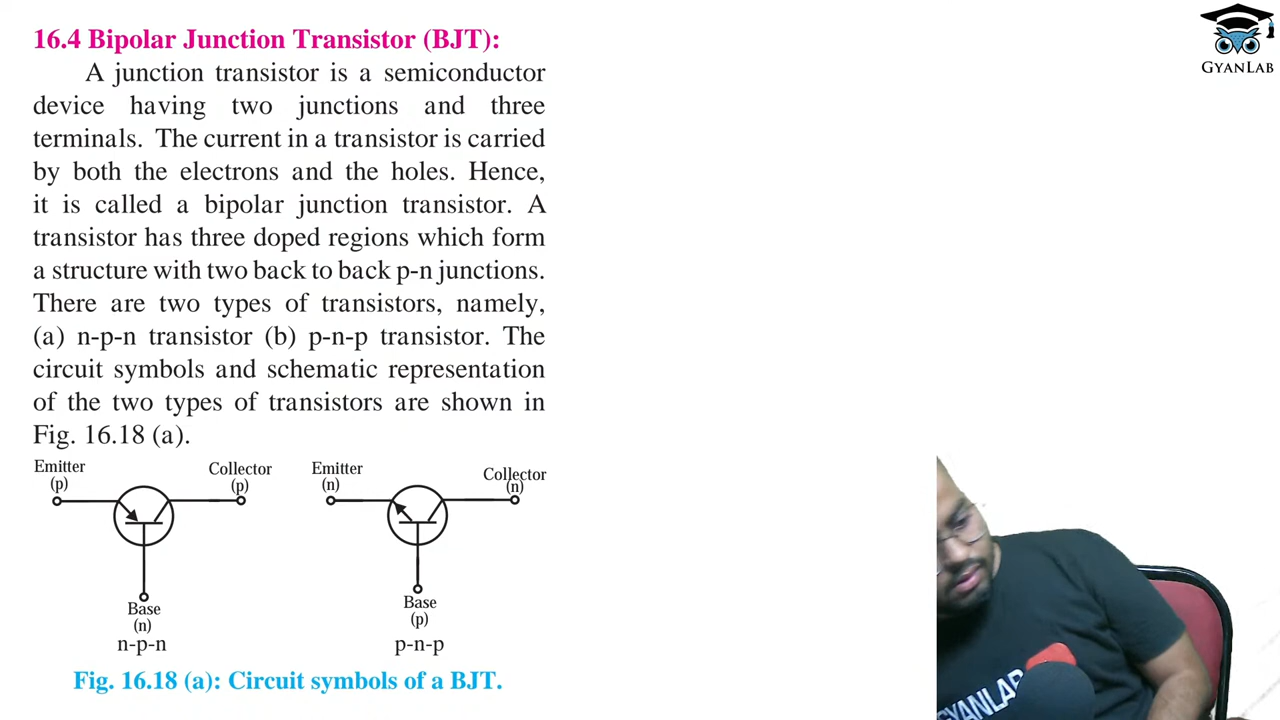 16.4 Bipolar Junction Transistor (BJT):
A junction transistor is a semiconductor
device having two junctions and three
terminals. The current in a transistor is carried
by both the electrons and the holes. Hence,
it is called a bipolar junction transistor. A
transistor has three doped regions which form
a structure with two back to back p-n junctions.
There are two types of transistors, namely,
(a) n-p-n transistor (b) p-n-p transistor. The
circuit symbols and schematic representation
of the two types of transistors are shown in
Fig. 16.18 (a).
Emitter
(p)
Collector
(p)
Base
(n)
n-p-n
Emitter
(n)
Collector
(n)
Base
(p)
p-n-p
Fig. 16.18 (a): Circuit symbols of a BJT.
GYANLAB
GYANLAB